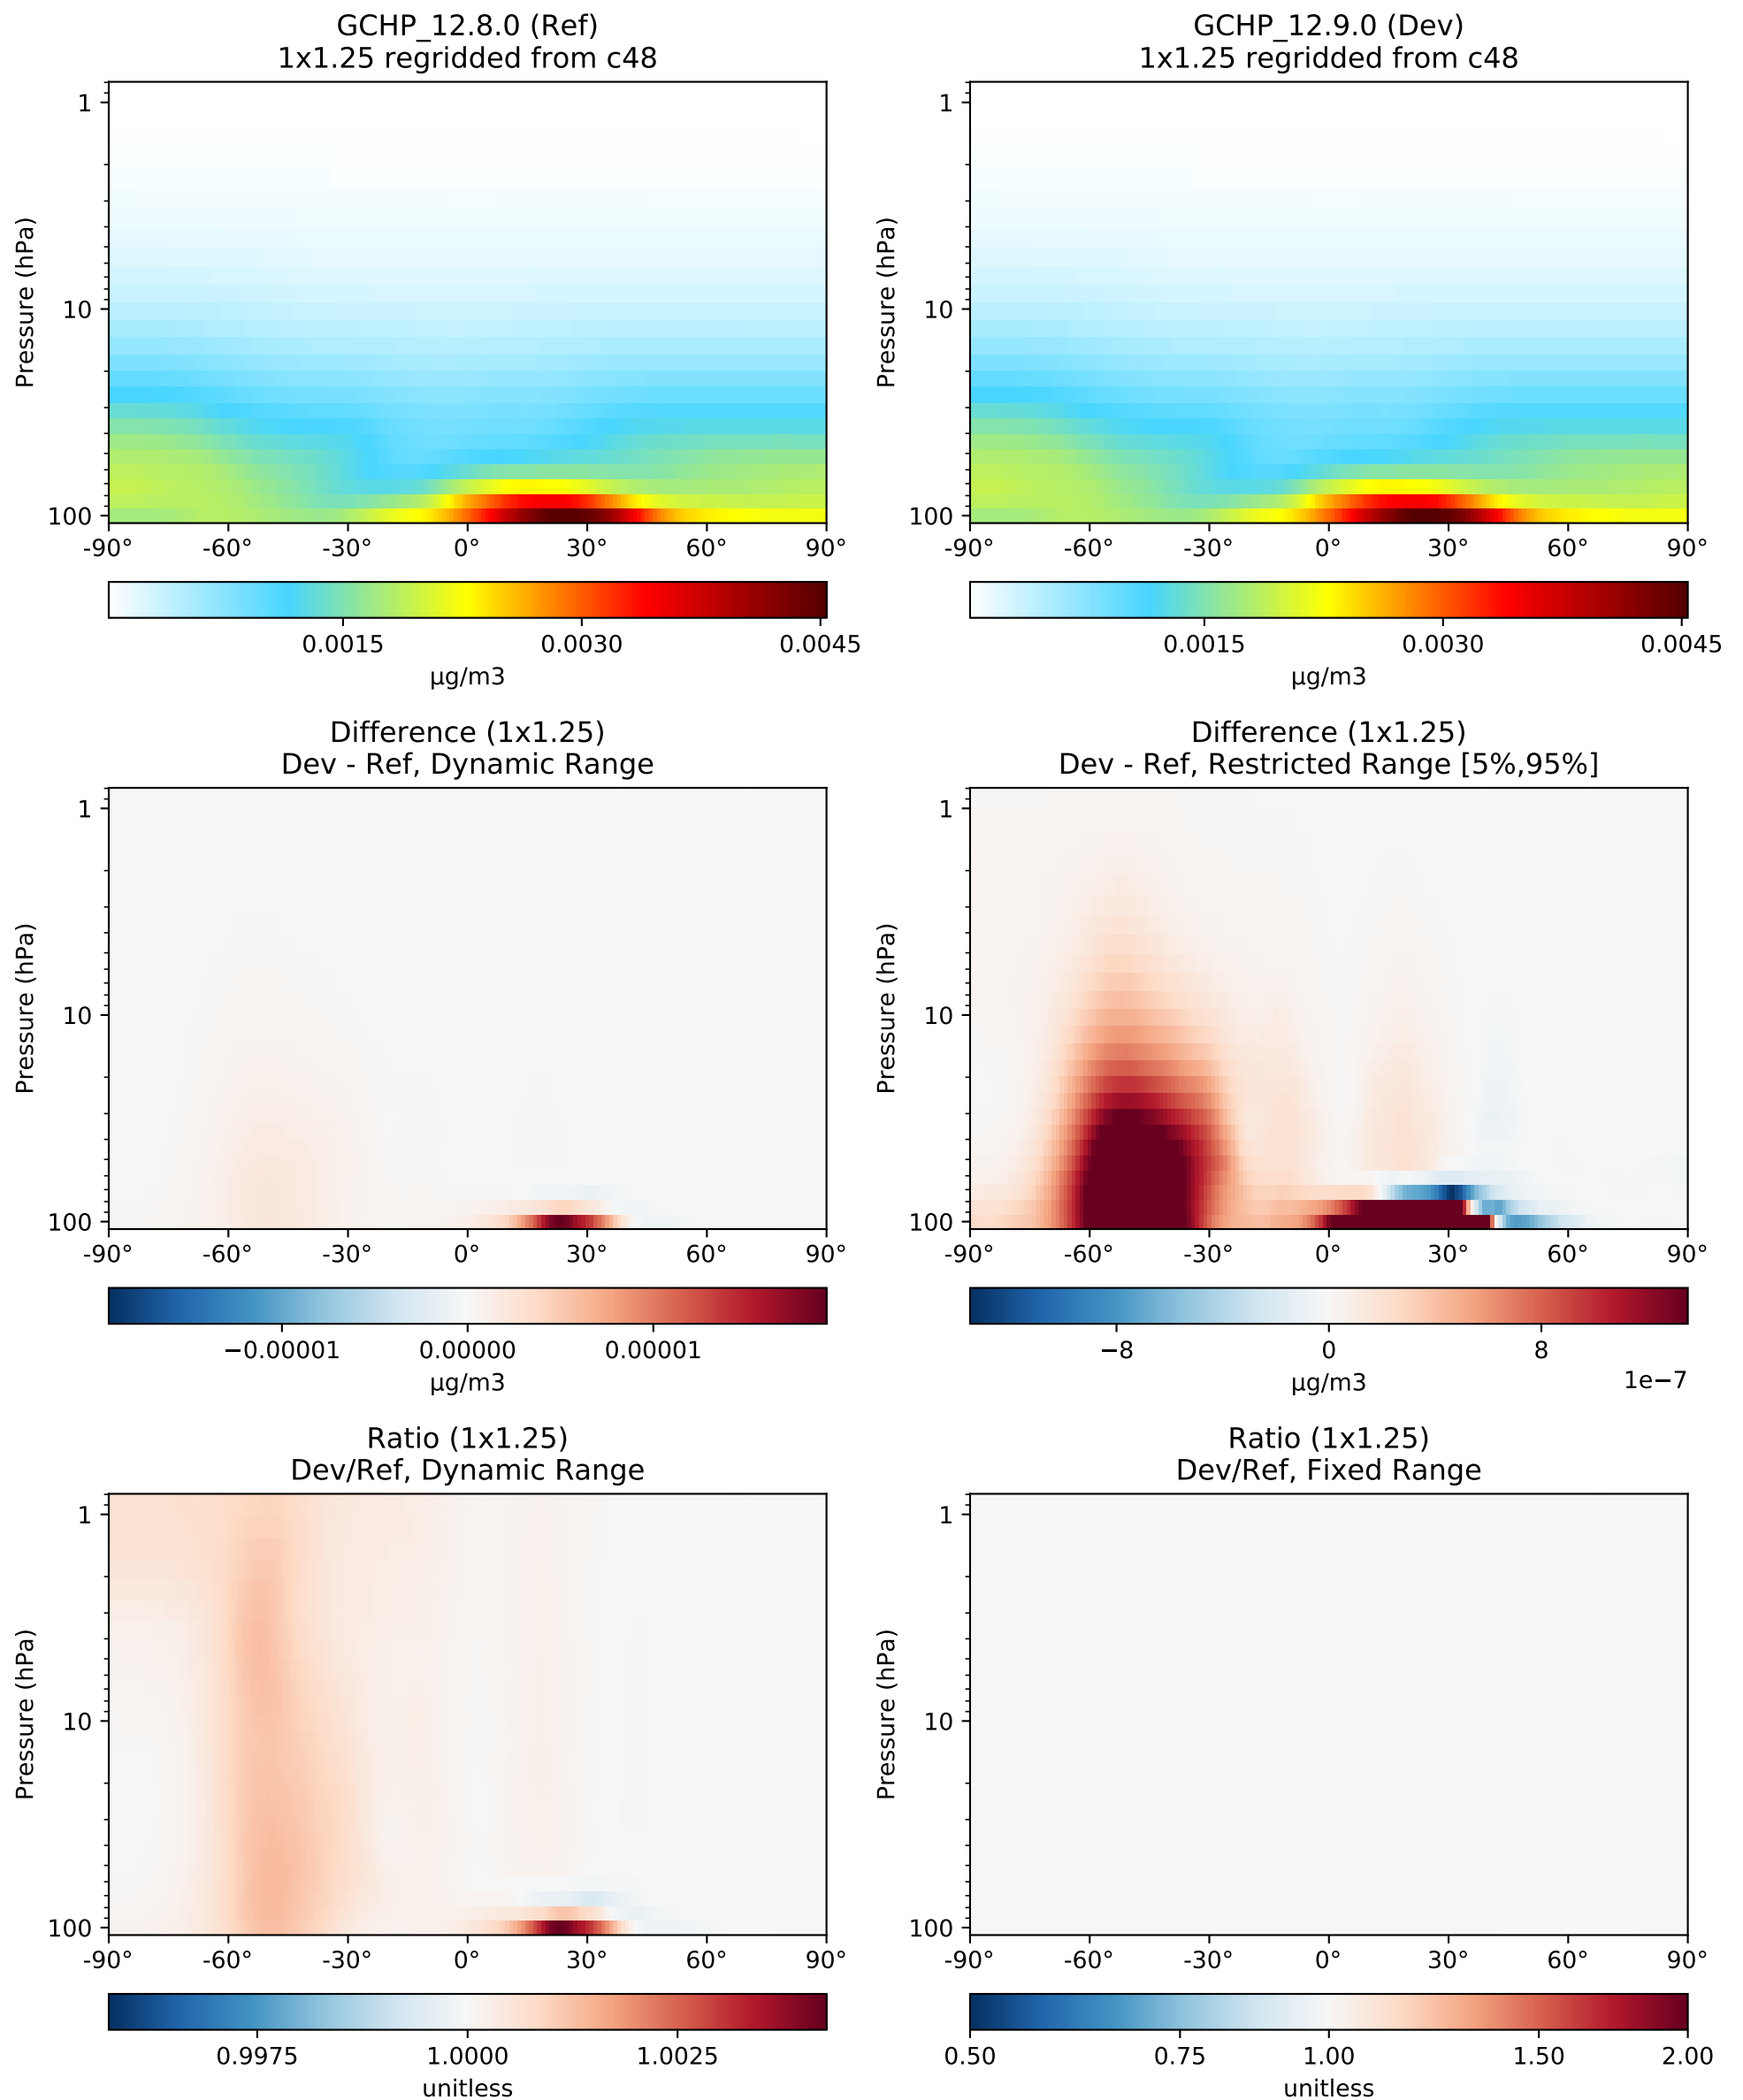 GCHP_12.8.0 (Ref)
1x1.25 regridded from c48
GCHP_12.9.0 (Dev)
1x1.25 regridded from c48
Pressure (hPa)
1
10
100
-90° -60° -30° 0° 30° 60° 90°
0.0015 0.0030 0.0045
μg/m3
Pressure (hPa)
1
10
100
-90° -60° -30° 0° 30° 60° 90°
0.0015 0.0030 0.0045
μg/m3
Difference (1x1.25)
Dev - Ref, Dynamic Range
Pressure (hPa)
1
10
100
-90° -60° -30° 0° 30° 60° 90°
−0.00001 0.00000 0.00001
μg/m3
Difference (1x1.25)
Dev - Ref, Restricted Range [5%,95%]
Pressure (hPa)
1
10
100
-90° -60° -30° 0° 30° 60° 90°
−8 0 8
μg/m3
1e−7
Ratio (1x1.25)
Dev/Ref, Dynamic Range
Pressure (hPa)
1
10
100
-90° -60° -30° 0° 30° 60° 90°
0.9975 1.0000 1.0025
unitless
Ratio (1x1.25)
Dev/Ref, Fixed Range
Pressure (hPa)
1
10
100
-90° -60° -30° 0° 30° 60° 90°
0.50 0.75 1.00 1.50 2.00
unitless